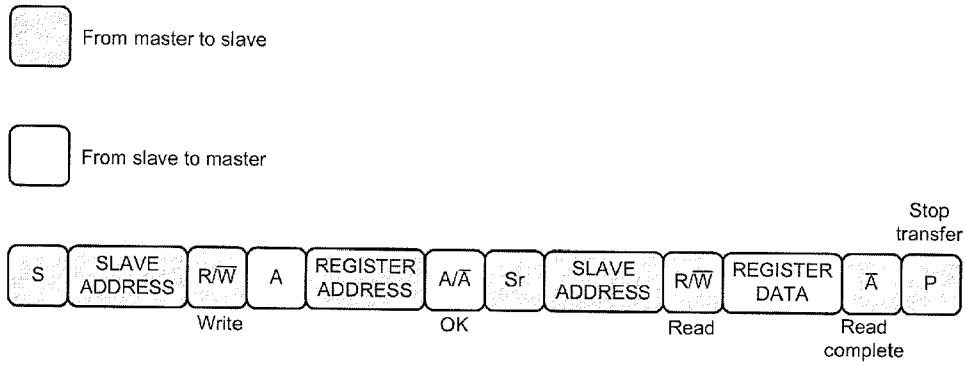 From master to slave
From slave to master
Stop
transfer
S
SLAVE
ADDRESS
R/W̅
A
REGISTER
ADDRESS
A/A̅
Sr
SLAVE
ADDRESS
R/W̅
REGISTER
DATA
A̅
P
Write
OK
Read
Read
complete